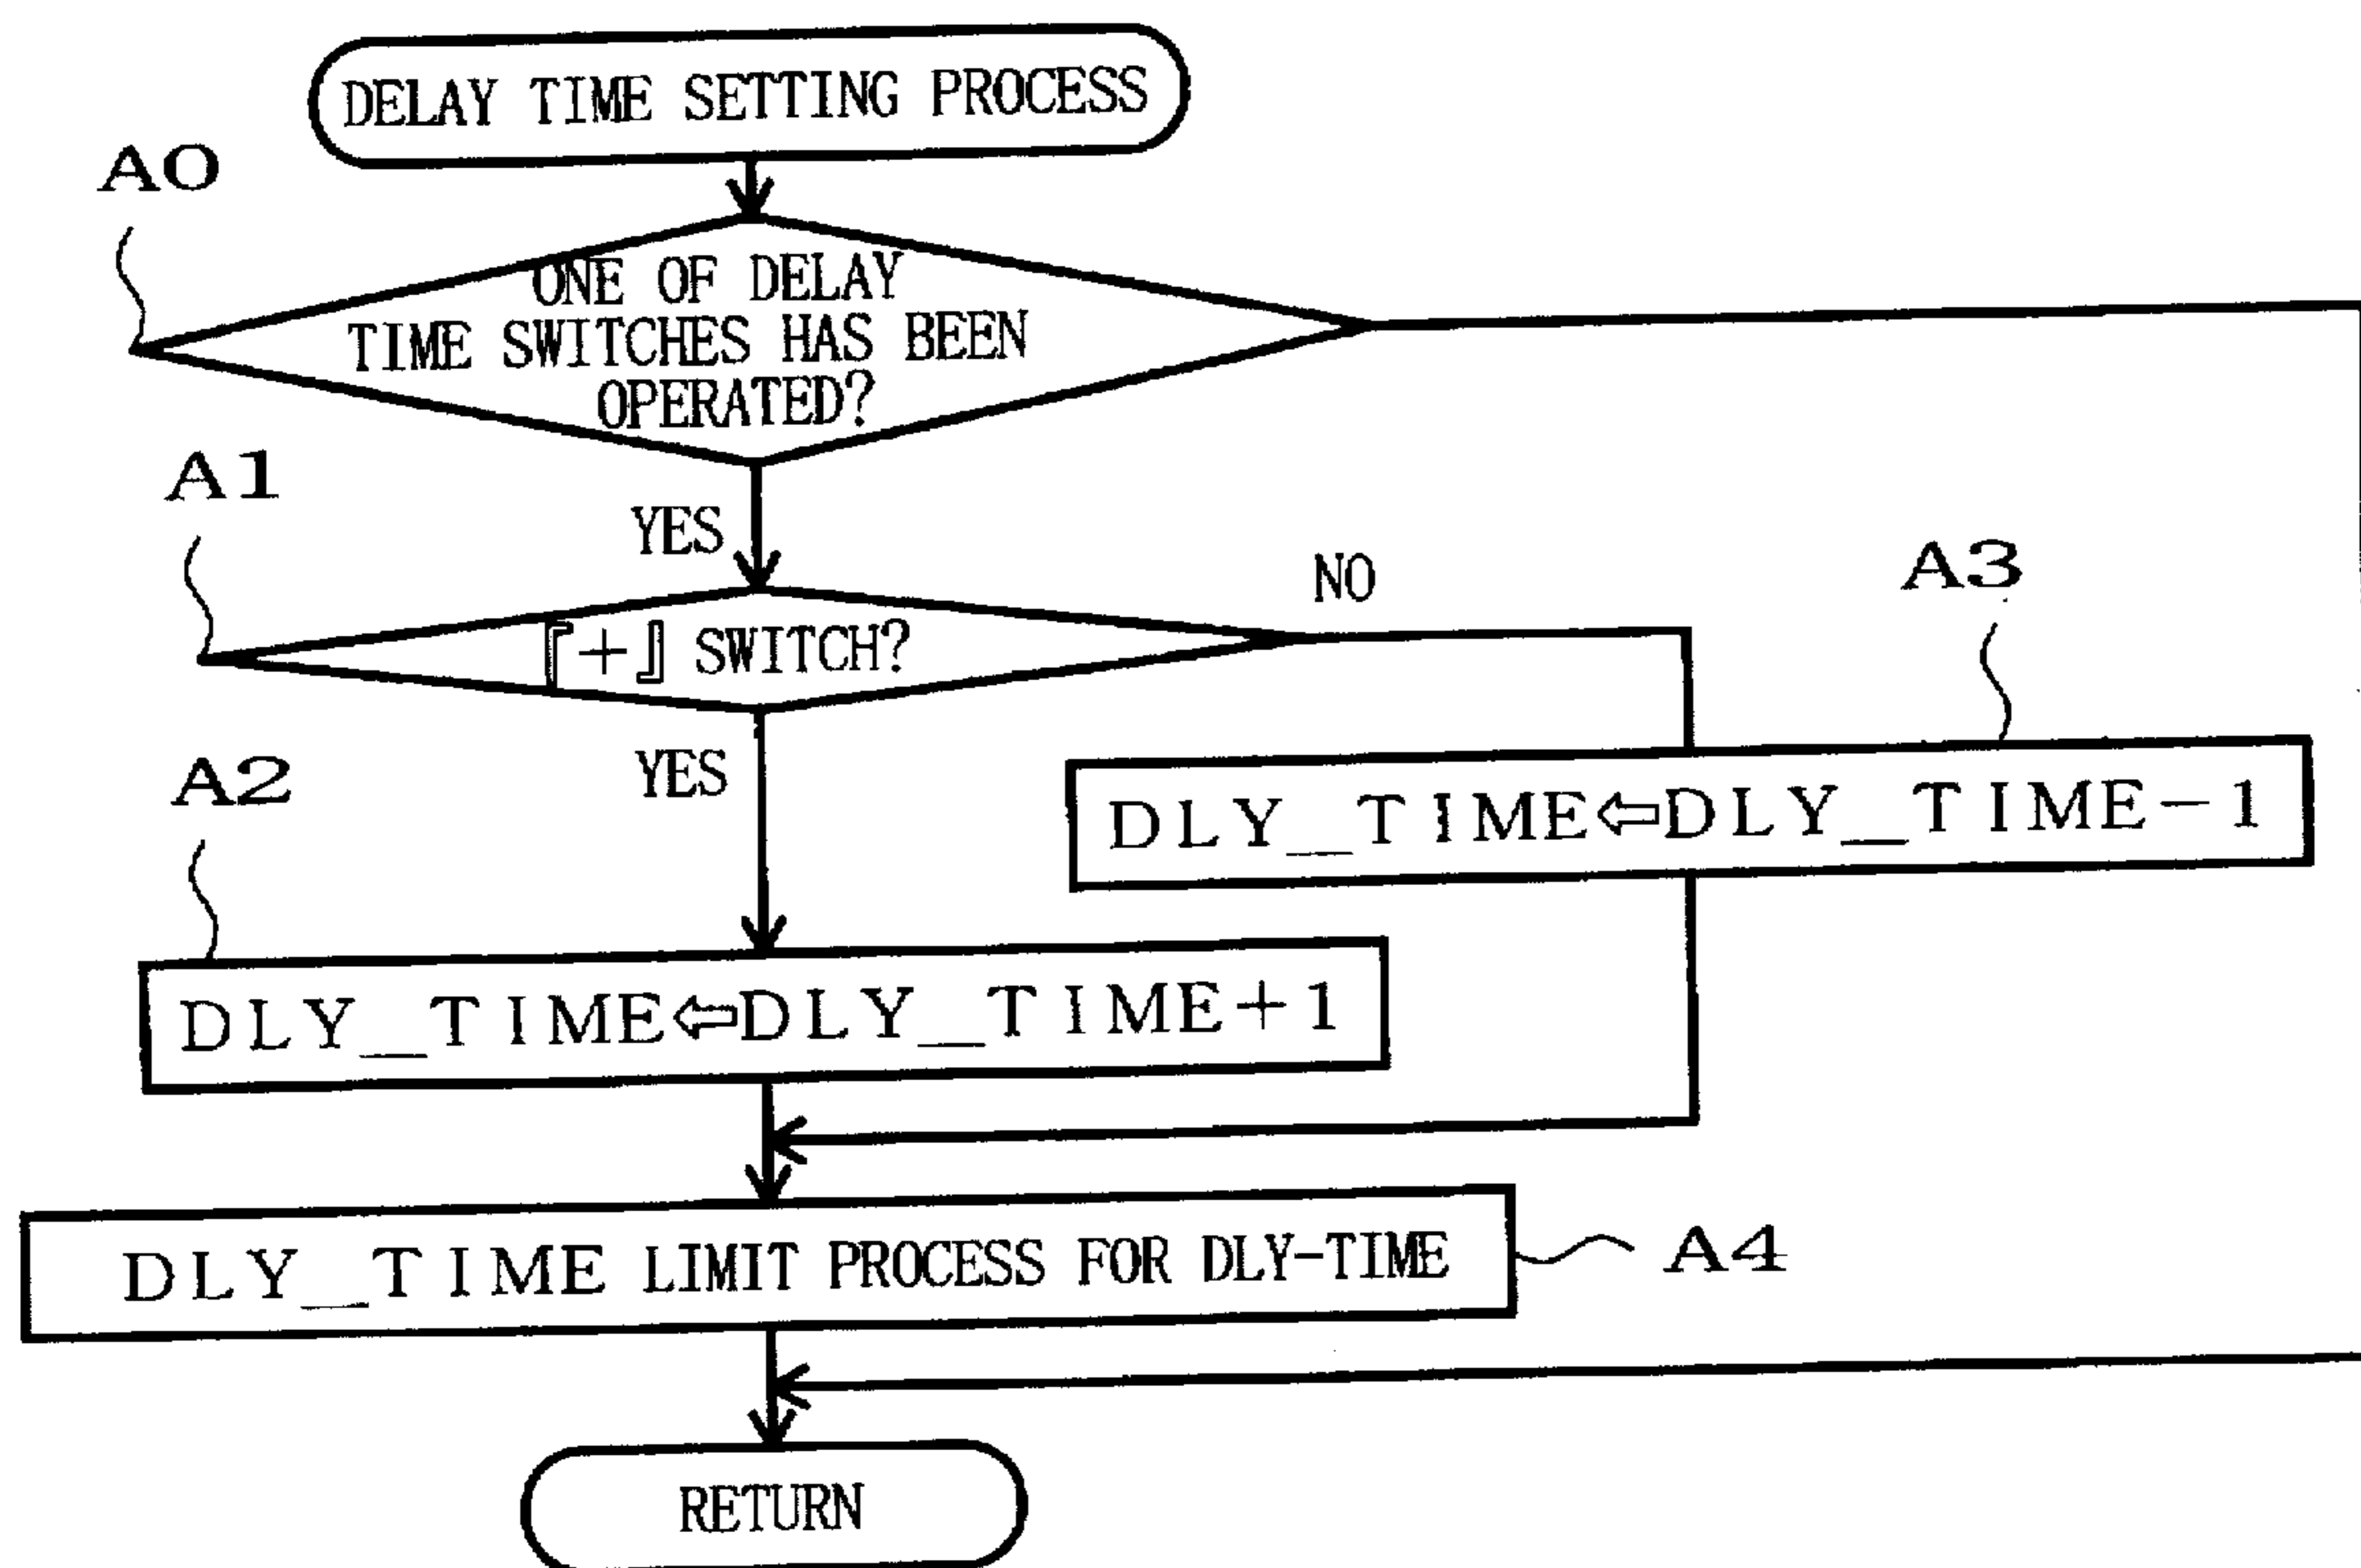 DELAY TIME SETTING PROCESS
A0
ONE OF DELAY
TIME SWITCHES HAS BEEN
OPERATED?
A1
YES
NO
A3
『+』 SWITCH?
A2
YES
DLY_TIME⇦DLY_TIME-1
DLY_TIME⇦DLY_TIME+1
DLY_TIME LIMIT PROCESS FOR DLY-TIME
A4
RETURN